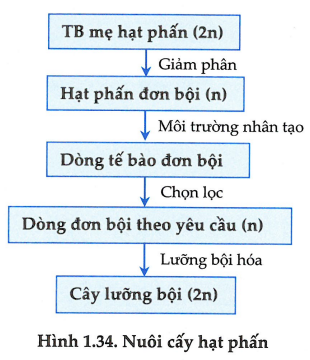 TB mẹ hạt phấn (2n)
Giảm phân
Hạt phấn đơn bội (n)
Môi trường nhân tạo
Dòng tế bào đơn bội
Chọn lọc
Dòng đơn bội theo yêu cầu (n)
Lưỡng bội hóa
Cây lưỡng bội (2n)
Hình 1.34. Nuôi cấy hạt phấn